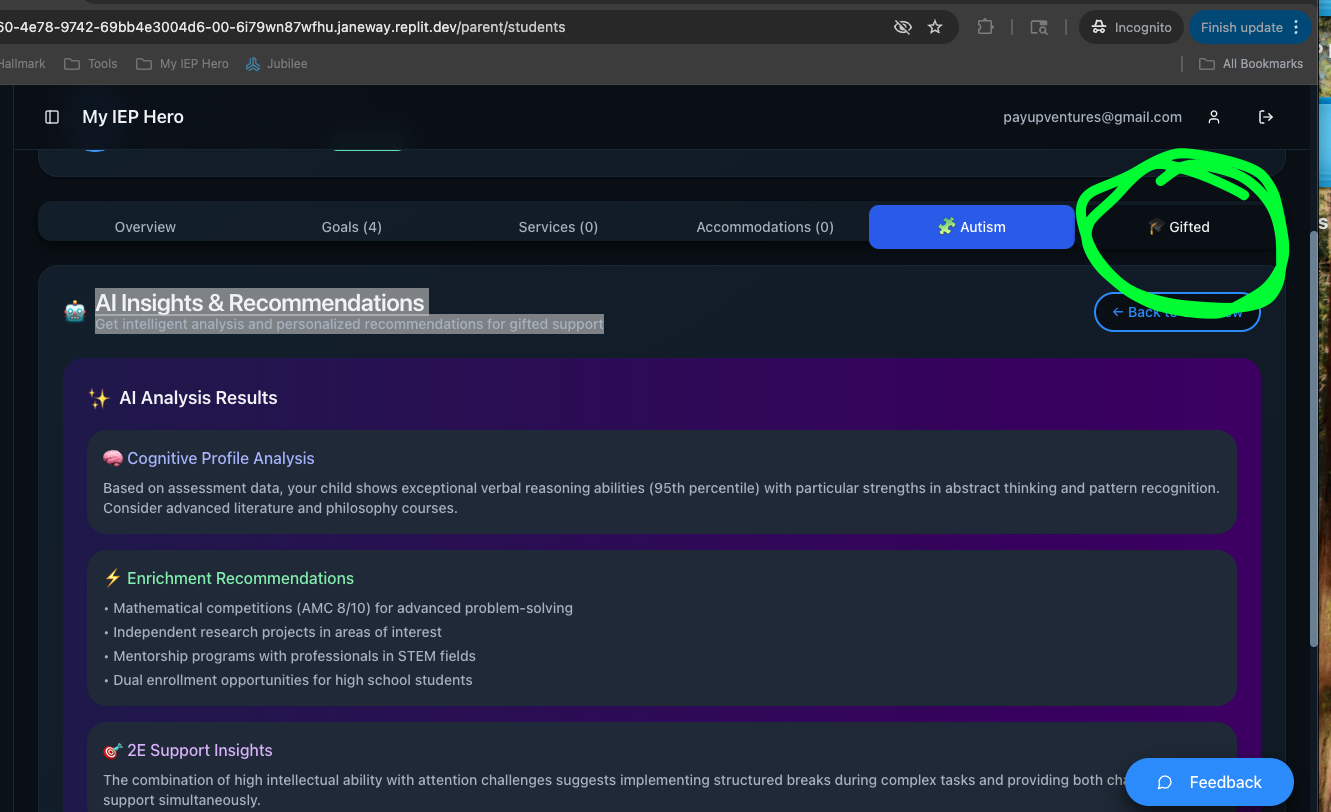 60-4e78-9742-69bb4e3004d6-00-6i79wn87wfhu.janeway.replit.dev/parent/students
Incognito
Finish update
Hallmark
Tools
My IEP Hero
Jubilee
All Bookmarks
My IEP Hero
payupventures@gmail.com
Overview
Goals (4)
Services (0)
Accommodations (0)
🧩 Autism
🎓 Gifted
AI Insights & Recommendations
Get intelligent analysis and personalized recommendations for gifted support
← Back to
✨ AI Analysis Results
🧠 Cognitive Profile Analysis
Based on assessment data, your child shows exceptional verbal reasoning abilities (95th percentile) with particular strengths in abstract thinking and pattern recognition.
Consider advanced literature and philosophy courses.
⚡ Enrichment Recommendations
• Mathematical competitions (AMC 8/10) for advanced problem-solving
• Independent research projects in areas of interest
• Mentorship programs with professionals in STEM fields
• Dual enrollment opportunities for high school students
🎯 2E Support Insights
The combination of high intellectual ability with attention challenges suggests implementing structured breaks during complex tasks and providing both
support simultaneously.
Feedback